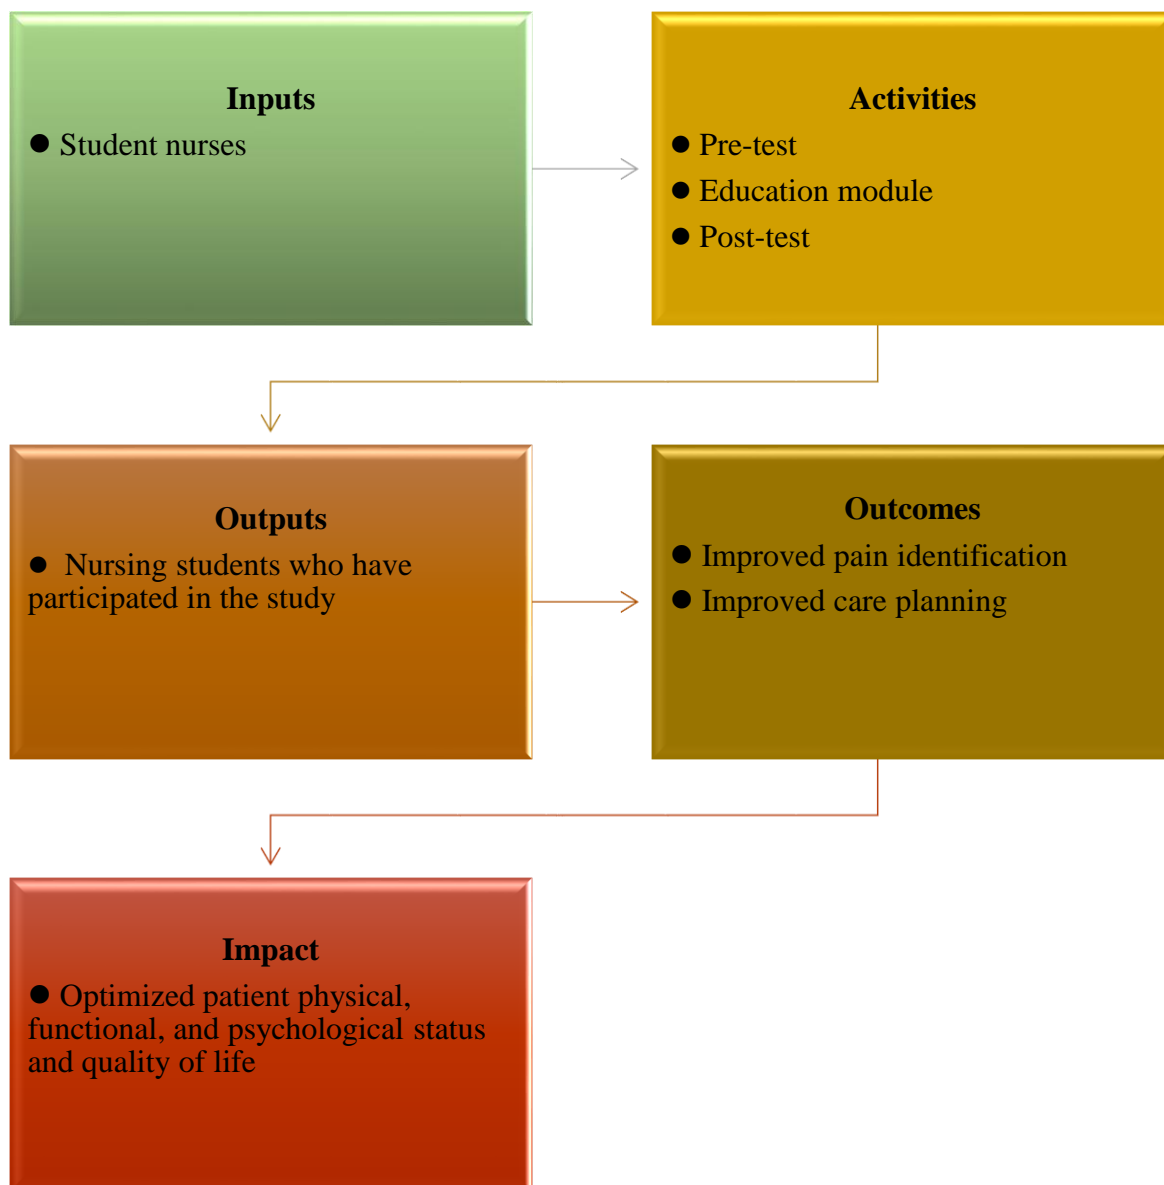 Inputs
● Student nurses
Activities
● Pre-test
● Education module
● Post-test
Outputs
● Nursing students who have
participated in the study
Outcomes
● Improved pain identification
● Improved care planning
Impact
● Optimized patient physical,
functional, and psychological status
and quality of life